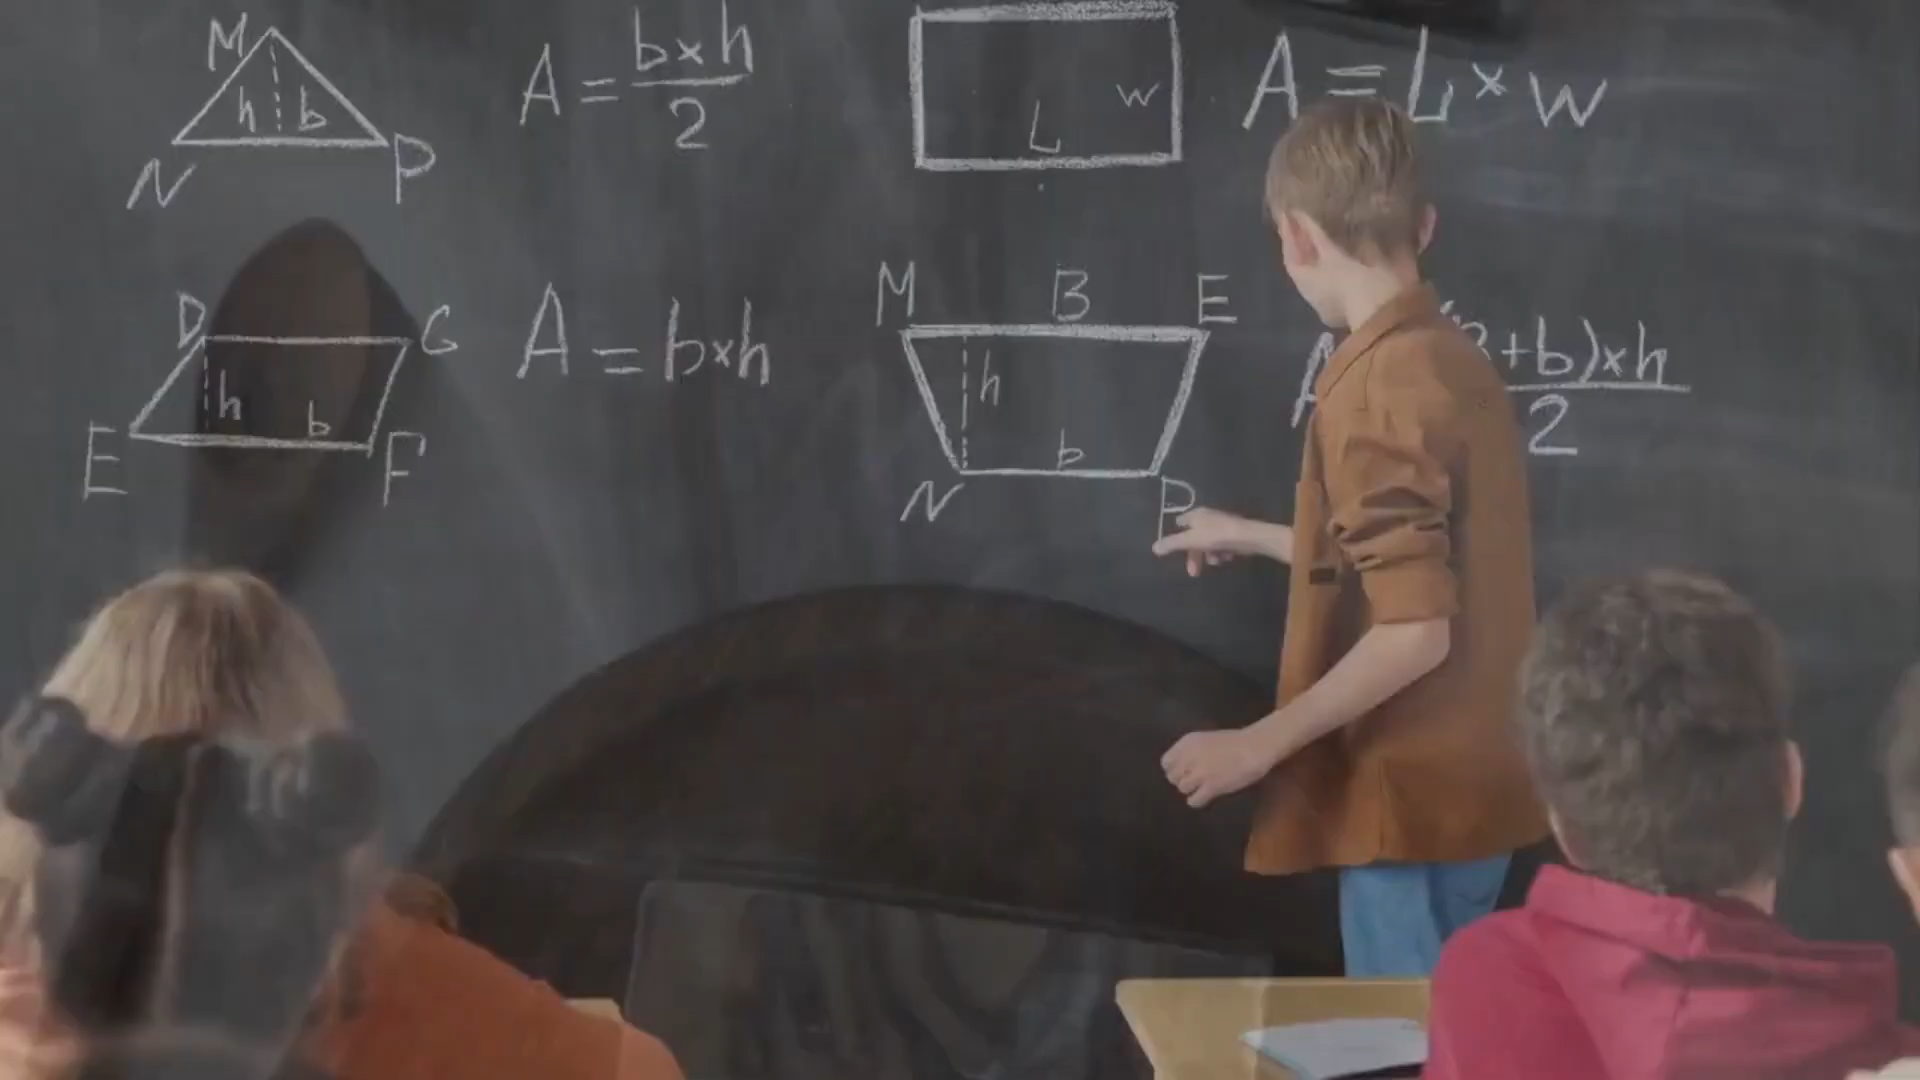 M
h b
N P
A = b×h
2
w
L
A = L×w
D G
h
b
E F
A = b×h
M B E
h
b
N P
+b)×h
2